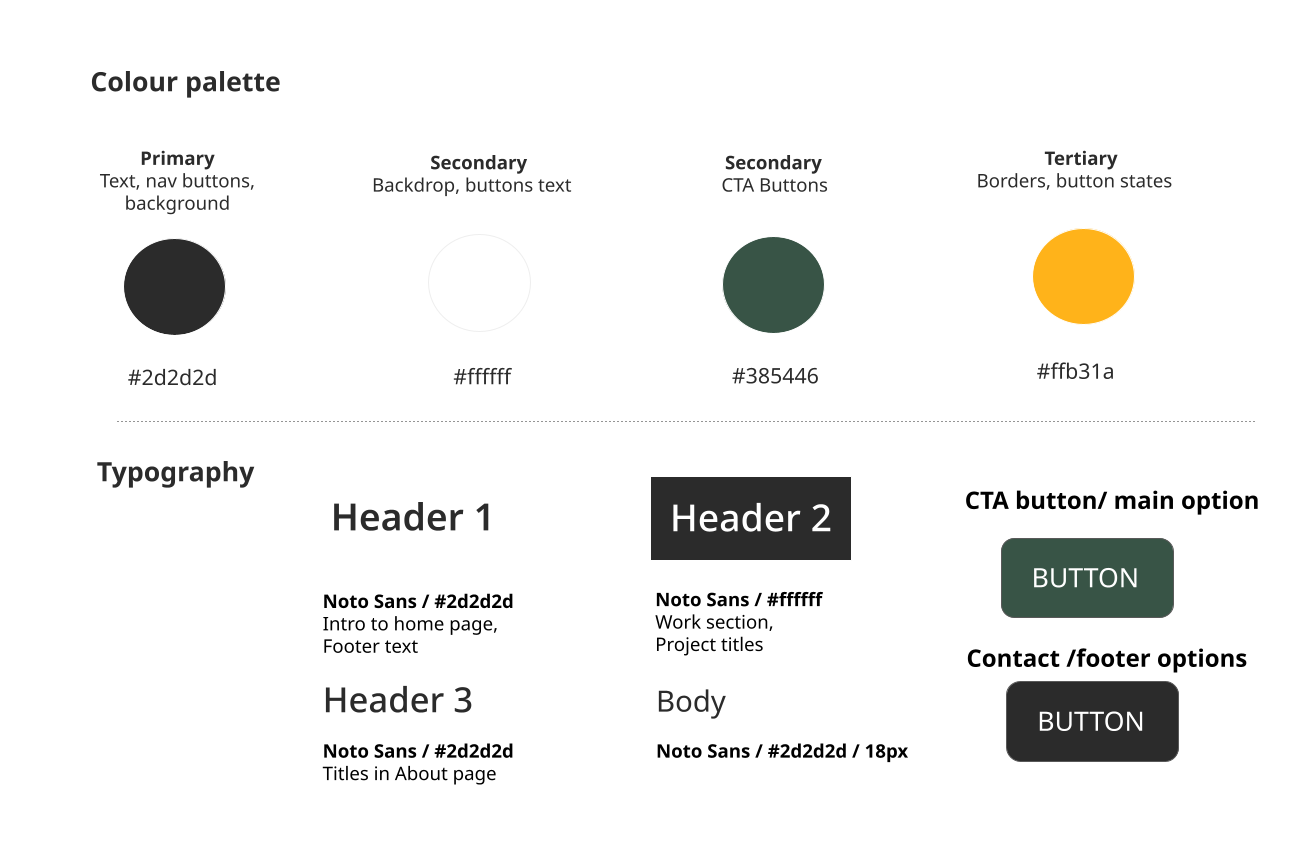 Colour palette
Primary
Text, nav buttons,
background
#2d2d2d
Secondary
Backdrop, buttons text
#ffffff
Secondary
CTA Buttons
#385446
Tertiary
Borders, button states
#ffb31a
Typography
Header 1
Noto Sans / #2d2d2d
Intro to home page,
Footer text
Header 2
Noto Sans / #ffffff
Work section,
Project titles
Header 3
Noto Sans / #2d2d2d
Titles in About page
Body
Noto Sans / #2d2d2d / 18px
CTA button/ main option
BUTTON
Contact /footer options
BUTTON